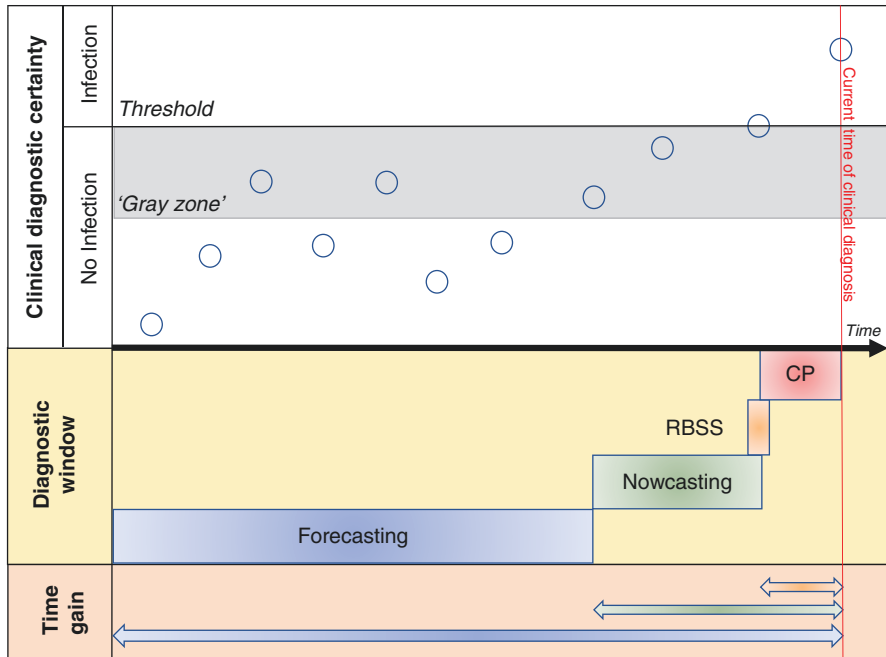 Clinical diagnostic certainty
Infection
No Infection
Threshold
'Gray zone'
Current time of clinical diagnosis
Time
Diagnostic
window
CP
RBSS
Nowcasting
Forecasting
Time
gain